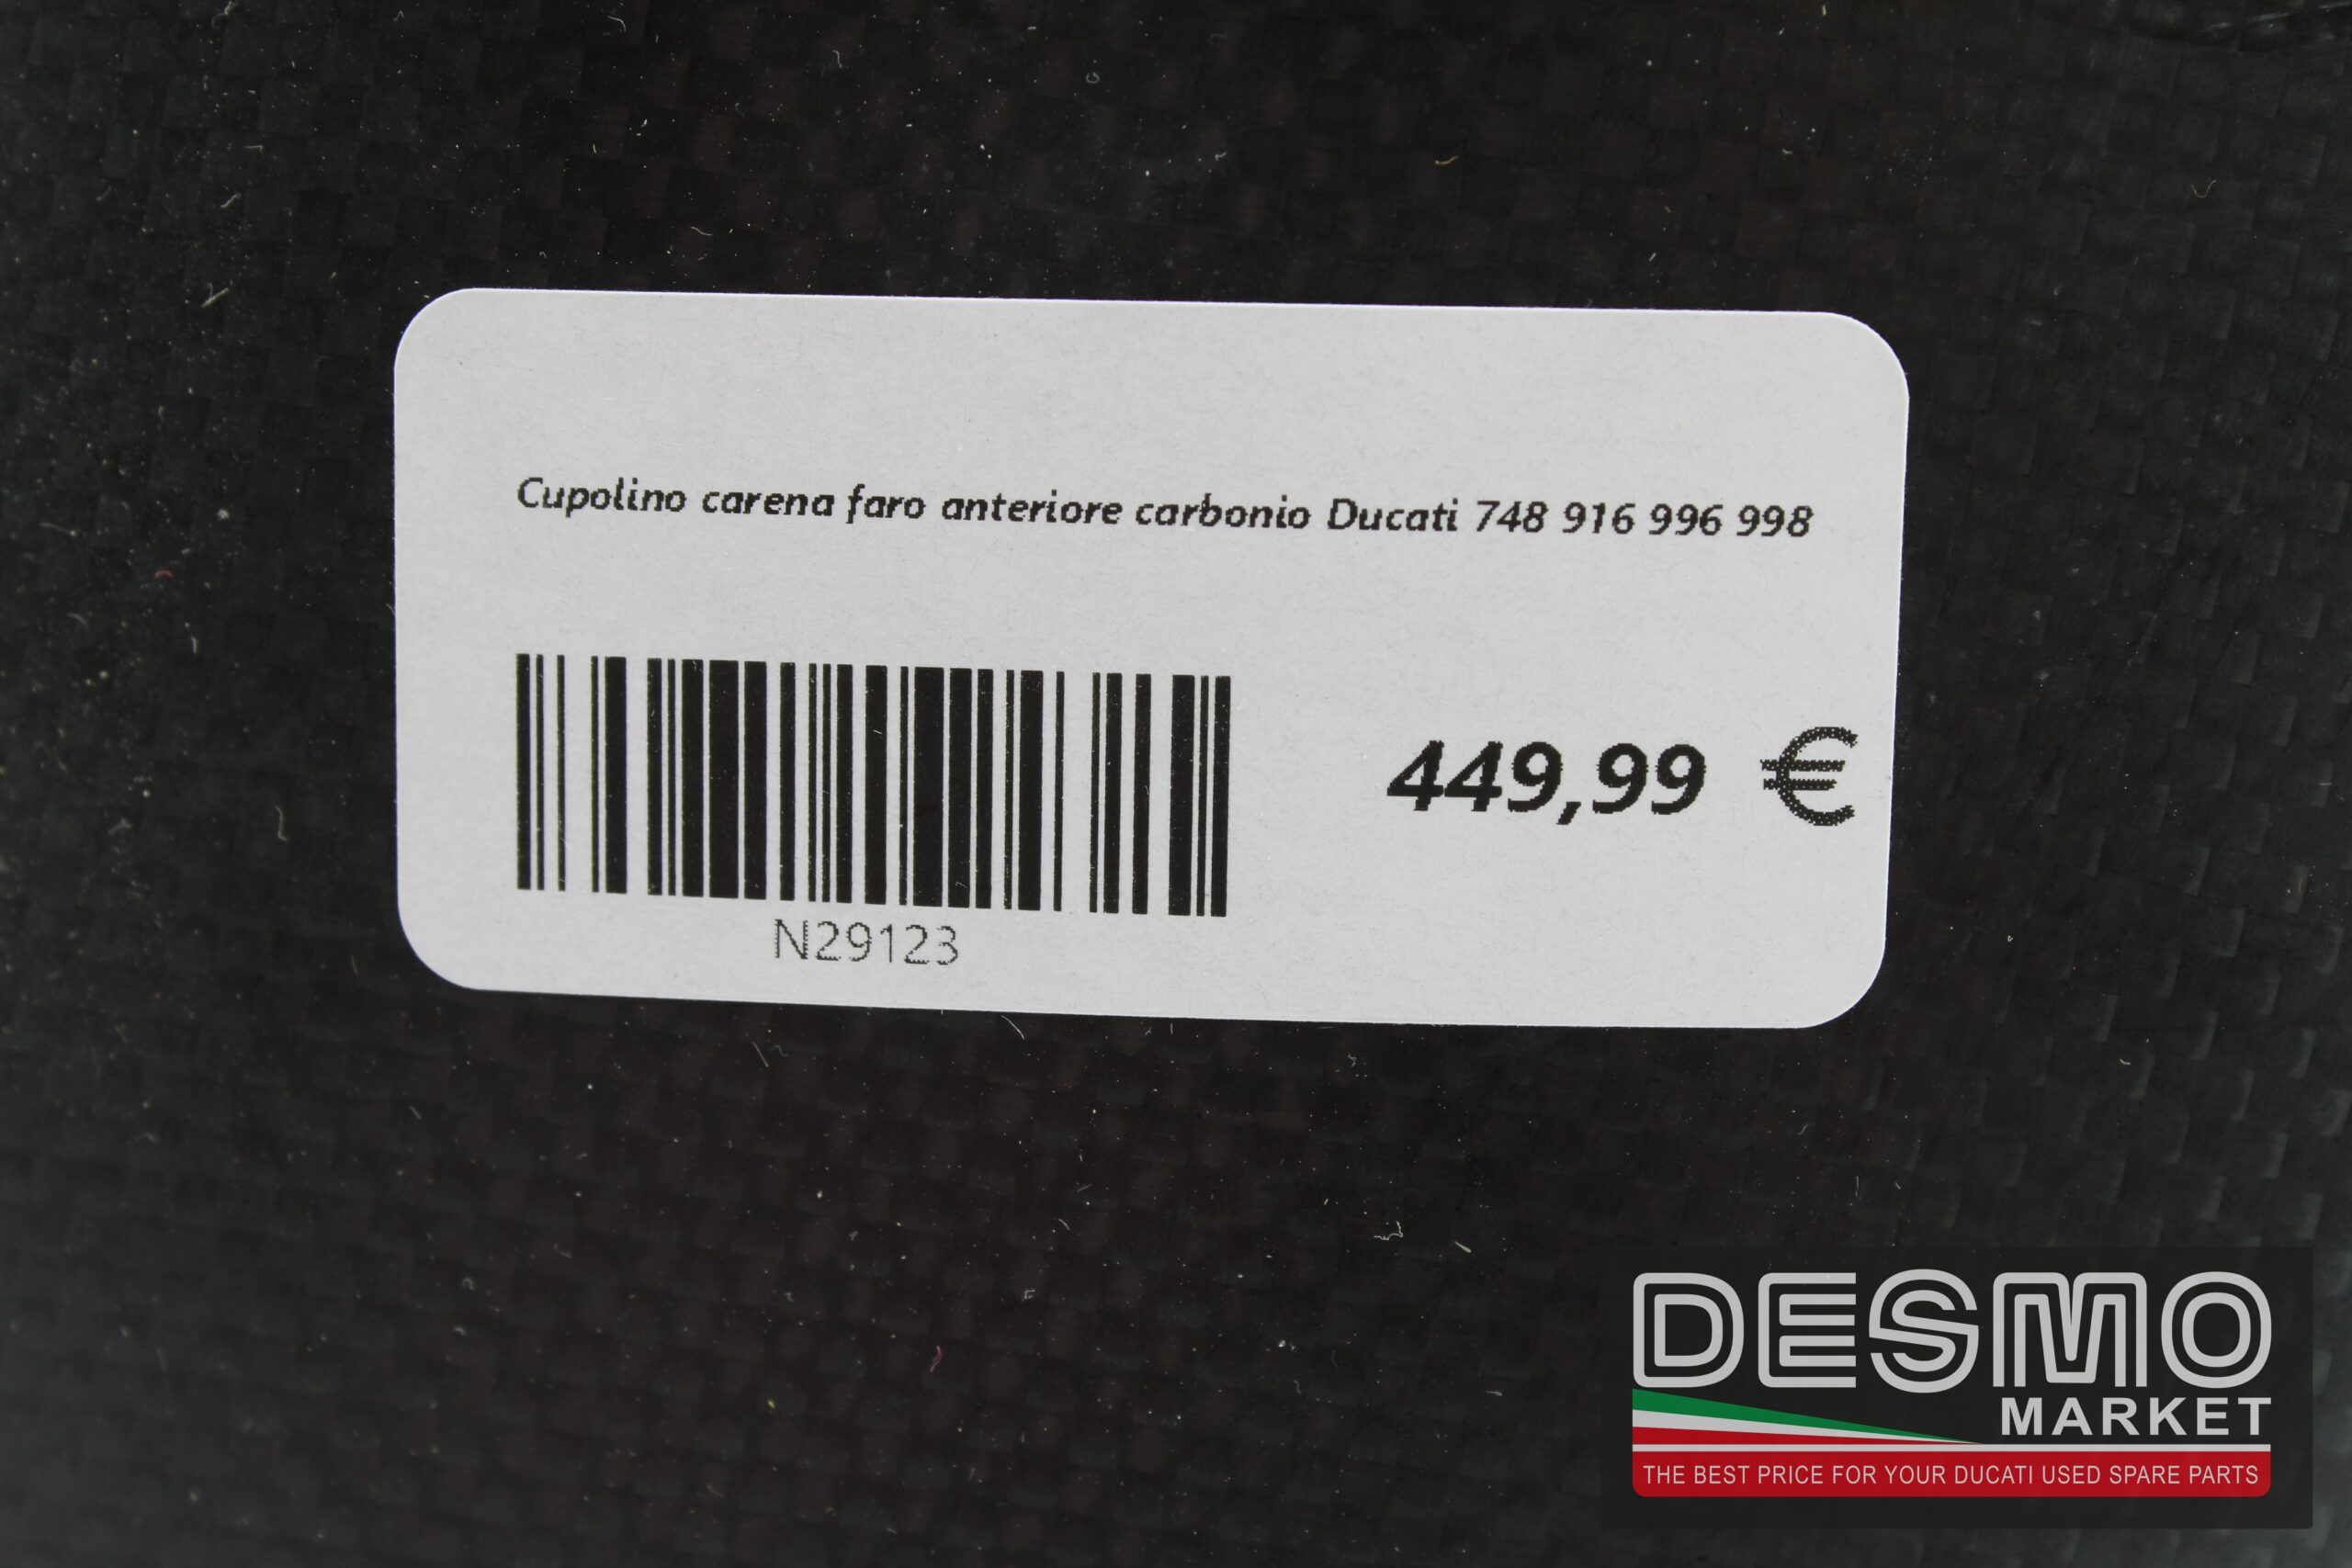 Cupolino carena faro anteriore carbonio Ducati 748 916 996 998
449,99 €
N29123
DESMO
MARKET
THE BEST PRICE FOR YOUR DUCATI USED SPARE PARTS